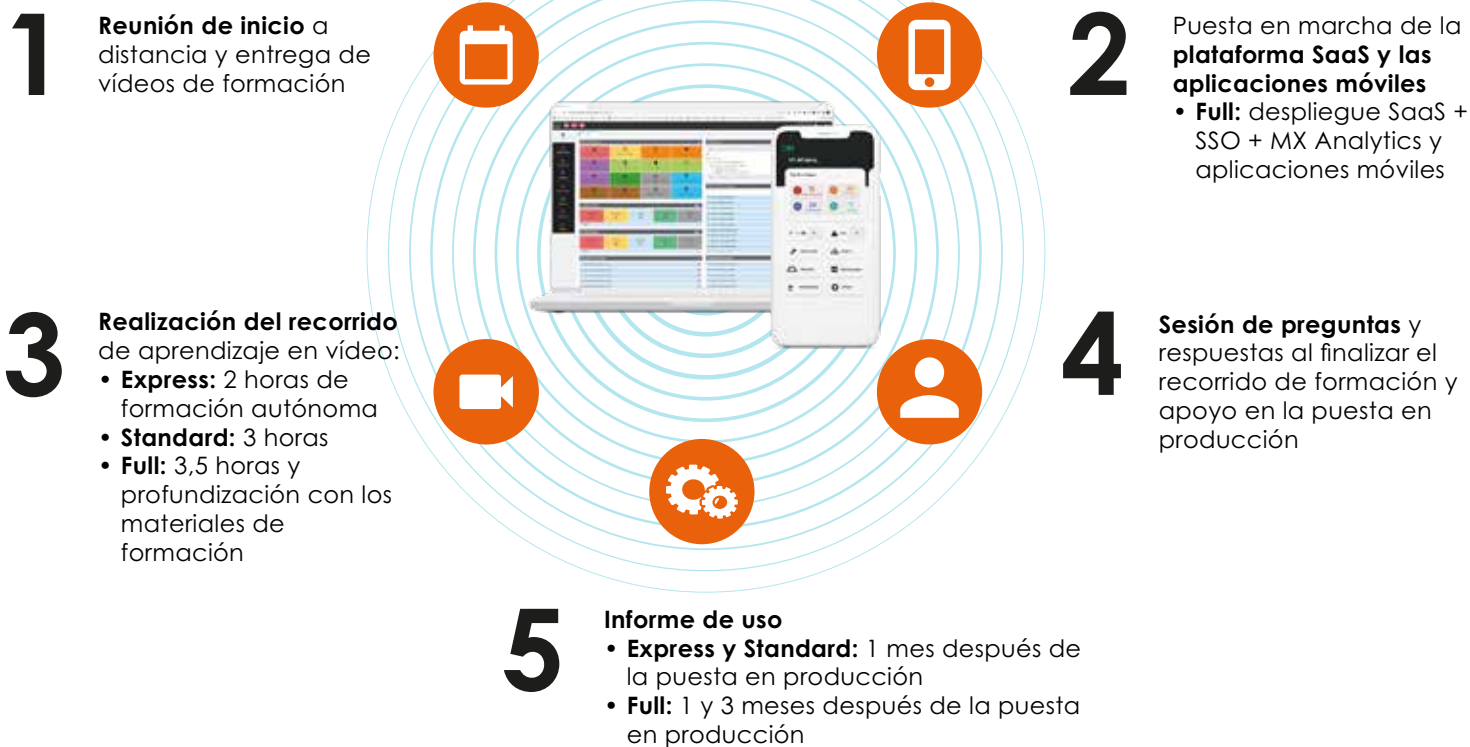 1
Reunión de inicio a
distancia y entrega de
vídeos de formación
2
Puesta en marcha de la
plataforma SaaS y las
aplicaciones móviles
• Full: despliegue SaaS +
SSO + MX Analytics y
aplicaciones móviles
3
Realización del recorrido
de aprendizaje en vídeo:
• Express: 2 horas de
formación autónoma
• Standard: 3 horas
• Full: 3,5 horas y
profundización con los
materiales de
formación
4
Sesión de preguntas y
respuestas al finalizar el
recorrido de formación y
apoyo en la puesta en
producción
5
Informe de uso
• Express y Standard: 1 mes después de
la puesta en producción
• Full: 1 y 3 meses después de la puesta
en producción